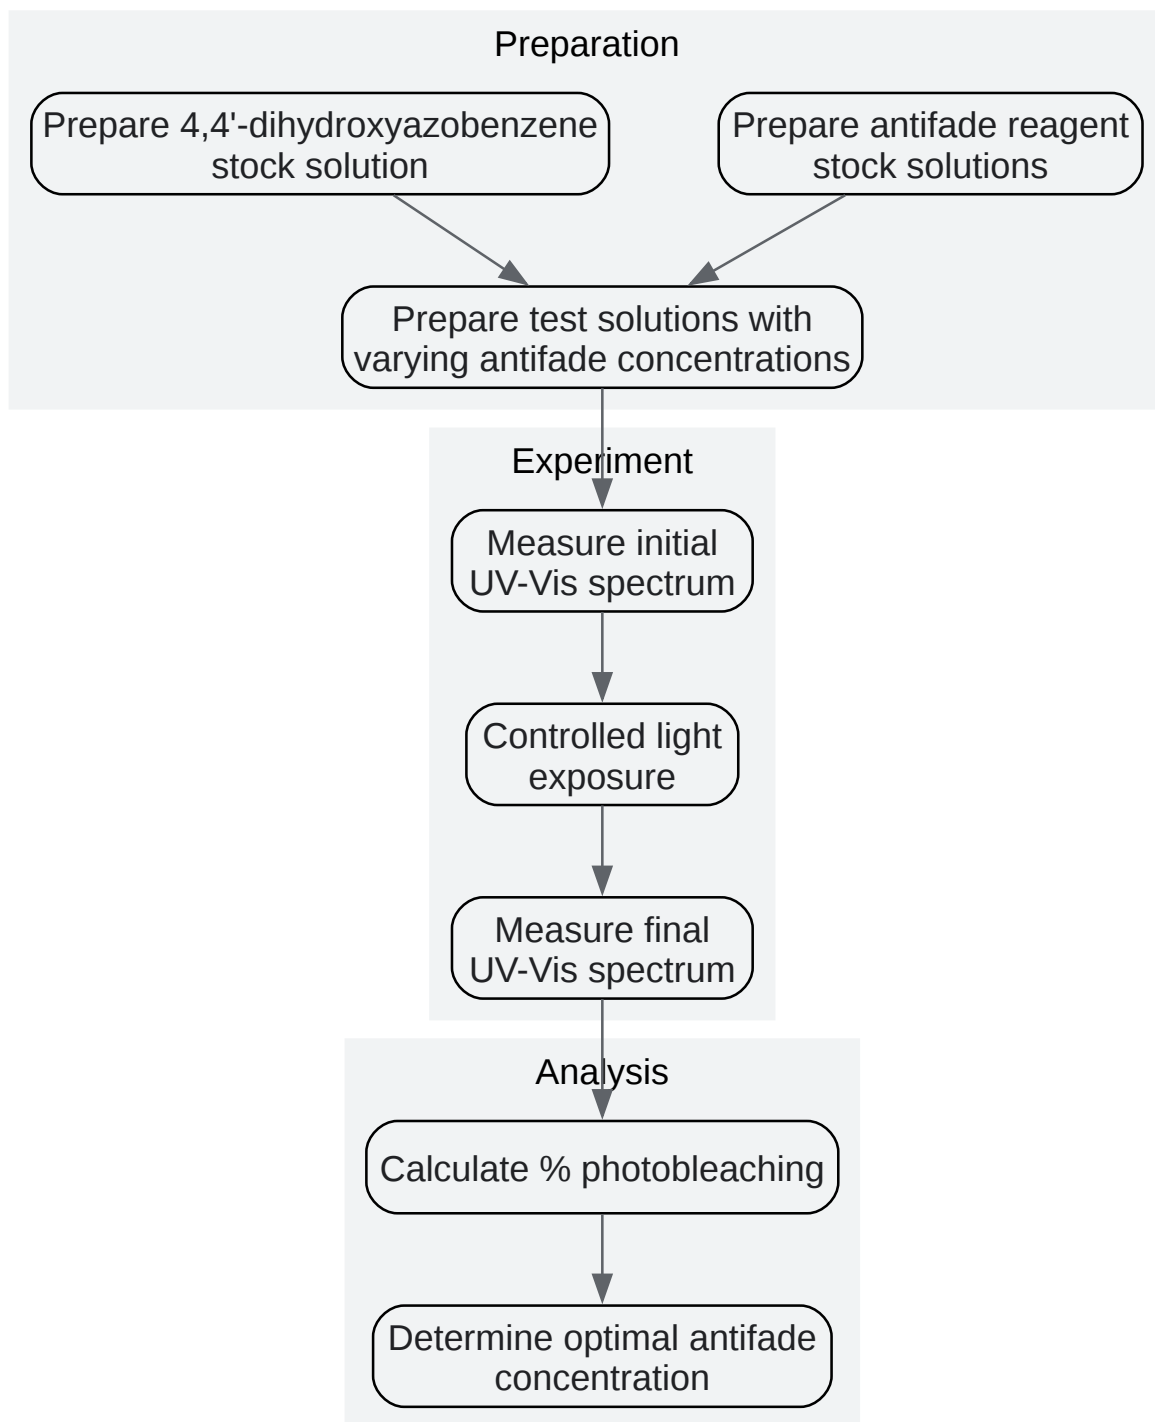 Preparation
Prepare 4,4'-dihydroxyazobenzene
stock solution
Prepare antifade reagent
stock solutions
Prepare test solutions with
varying antifade concentrations
Experiment
Measure initial
UV-Vis spectrum
Controlled light
exposure
Measure final
UV-Vis spectrum
Analysis
Calculate % photobleaching
Determine optimal antifade
concentration